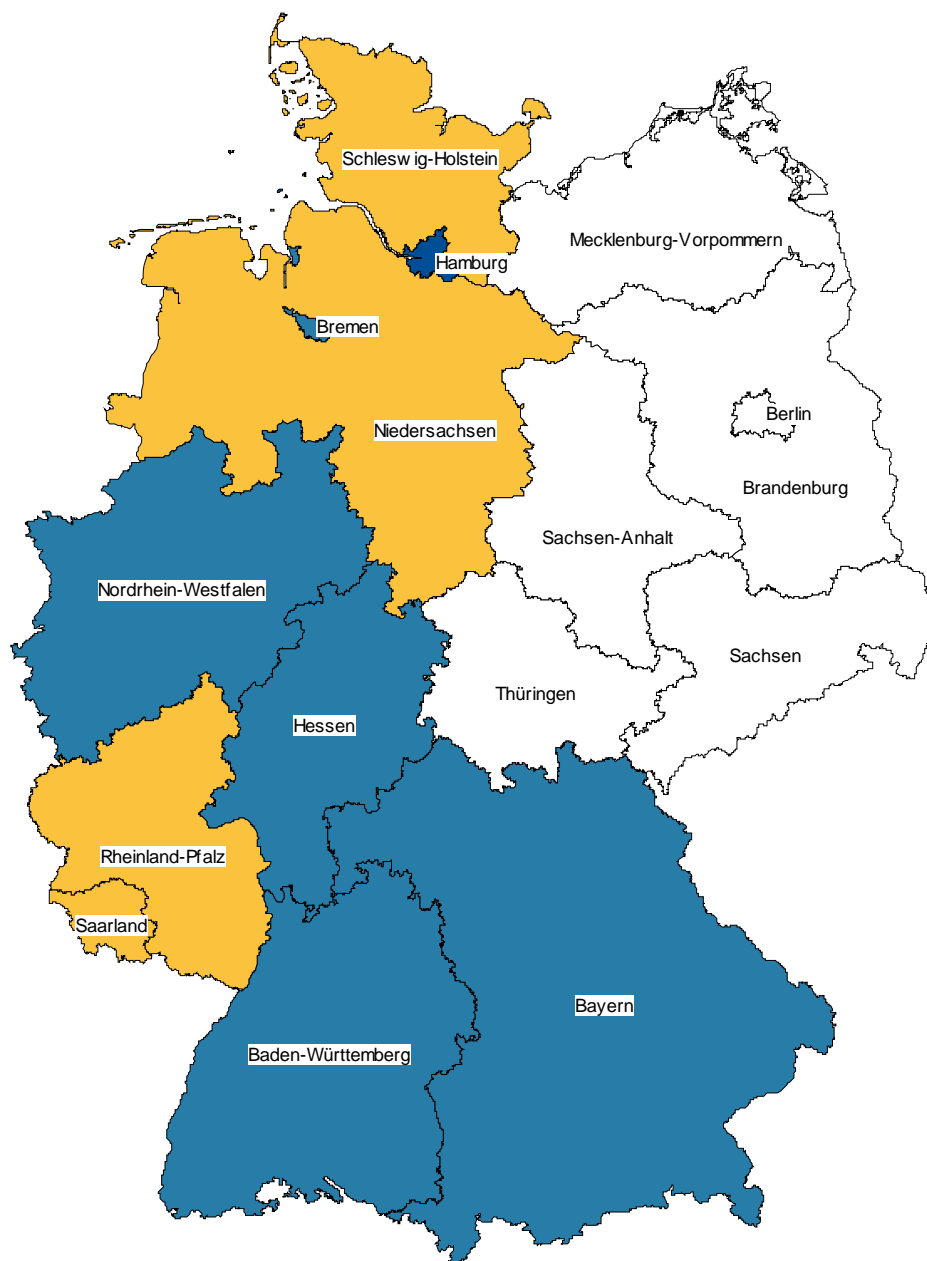 Schleswig-Holstein
Mecklenburg-Vorpommern
Hamburg
Bremen
Berlin
Niedersachsen
Brandenburg
Sachsen-Anhalt
Nordrhein-Westfalen
Sachsen
Thüringen
Hessen
Rheinland-Pfalz
Saarland
Bayern
Baden-Württemberg